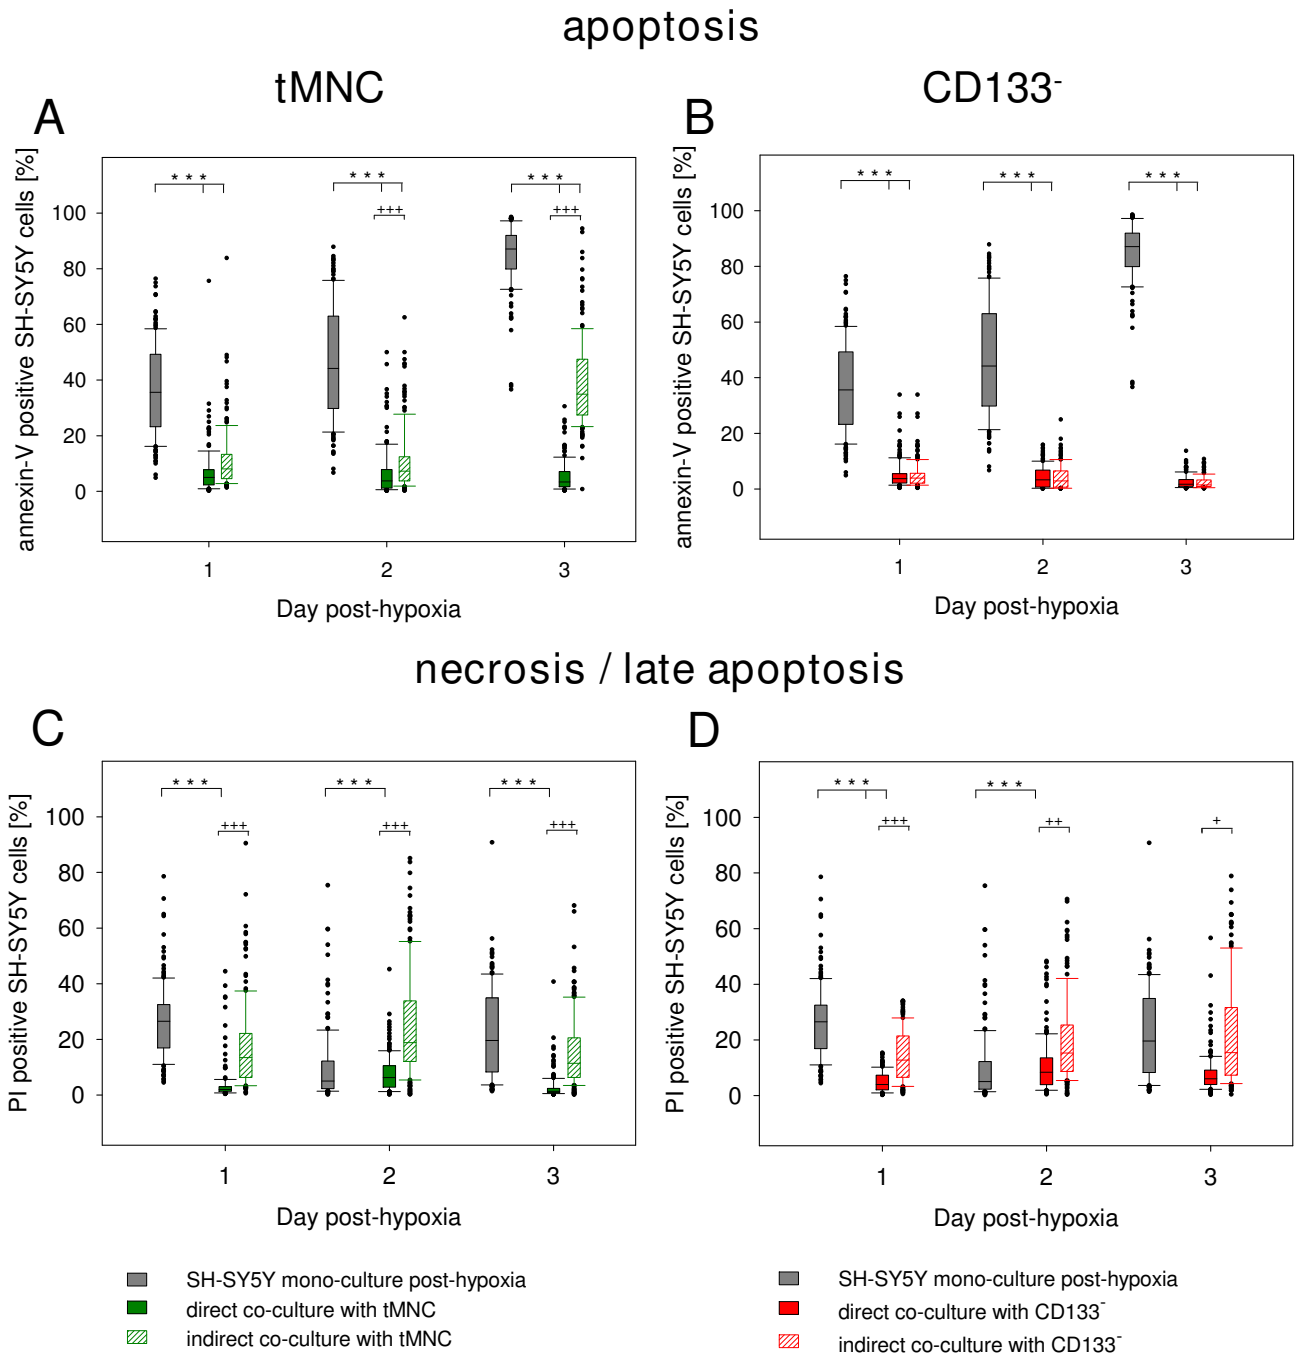 apoptosis
tMNC
CD133-
A
B
annexin-V positive SH-SY5Y cells [%]
100
80
60
40
20
0
* * *
* * *
+++
* * *
+++
1
2
3
Day post-hypoxia
annexin-V positive SH-SY5Y cells [%]
100
80
60
40
20
0
* * *
* * *
* * *
1
2
3
Day post-hypoxia
necrosis / late apoptosis
C
D
PI positive SH-SY5Y cells [%]
100
80
60
40
20
0
* * *
+++
* * *
+++
* * *
+++
1
2
3
Day post-hypoxia
PI positive SH-SY5Y cells [%]
100
80
60
40
20
0
* * *
+++
* * *
++
+
1
2
3
Day post-hypoxia
SH-SY5Y mono-culture post-hypoxia
direct co-culture with tMNC
indirect co-culture with tMNC
SH-SY5Y mono-culture post-hypoxia
direct co-culture with CD133-
indirect co-culture with CD133-